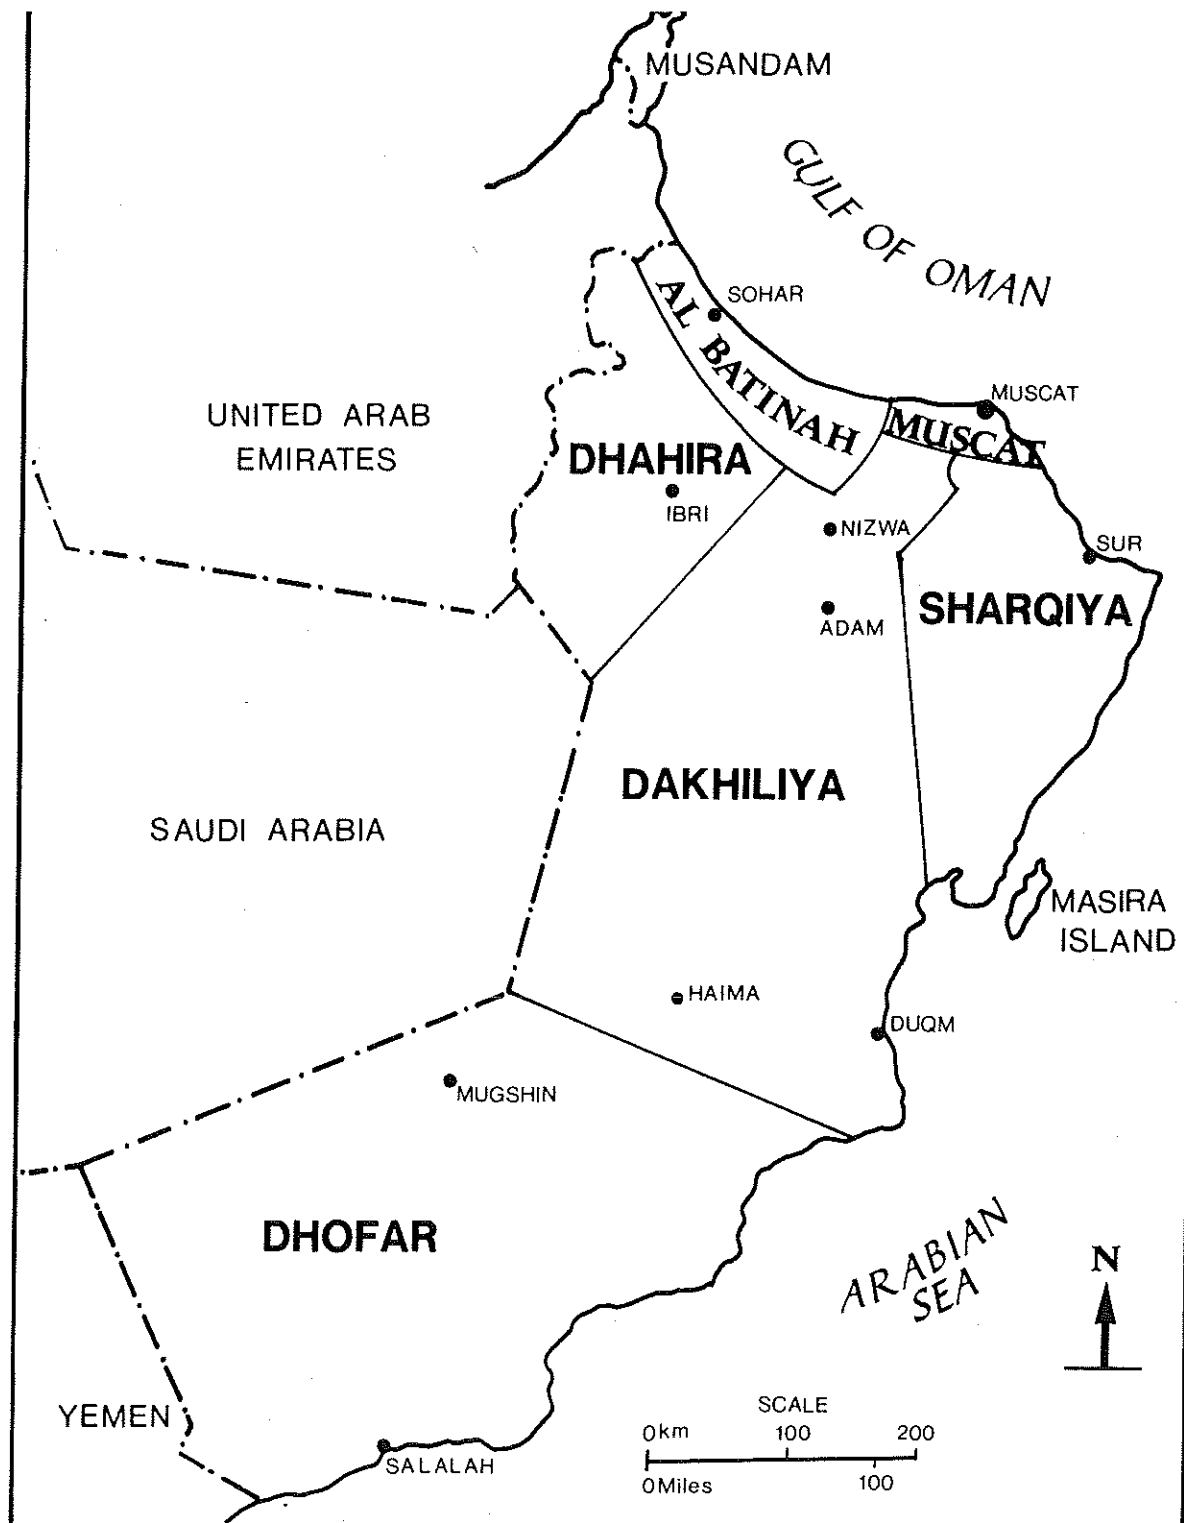 MUSANDAM
GULF OF OMAN
SOHAR
AL BATINAH
MUSCAT
MUSCAT
UNITED ARAB
EMIRATES
DHAHIRA
IBRI
NIZWA
SUR
ADAM
SHARQIYA
DAKHILIYA
SAUDI ARABIA
MASIRA
ISLAND
HAIMA
DUQM
MUGSHIN
DHOFAR
ARABIAN
SEA
N
YEMEN
SALALAH
SCALE
0km 100 200
0Miles 100